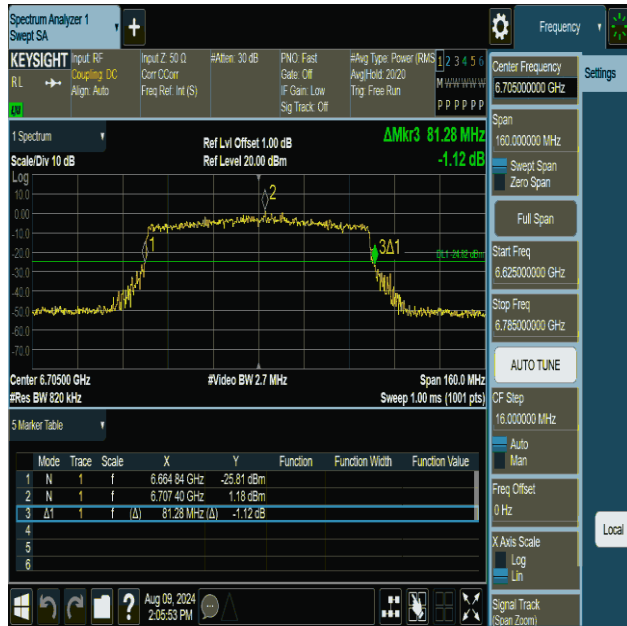 Spectrum Analyzer 1
Swept SA
Frequency
KEYSIGHT
RL
Input: RF
Coupling: DC
Align: Auto
Input Z: 50 Ω
Corr CCorr
Freq Ref: Int (S)
#Atten: 30 dB
PNO: Fast
Gate: Off
IF Gain: Low
Sig Track: Off
#Avg Type: Power (RMS
Avg|Hold: 20/20
Trig: Free Run
1 2 3 4 5 6
M W W W W W
P P P P P P
1 Spectrum
Scale/Div 10 dB
Ref Lvl Offset 1.00 dB
Ref Level 20.00 dBm
ΔMkr3 81.28 MHz
-1.12 dB
Log
10.0
0.00
-10.0
-20.0
-30.0
-40.0
-50.0
-60.0
-70.0
2
1
3Δ1
DL1 -24.82 dBm
Center 6.70500 GHz
#Res BW 820 kHz
#Video BW 2.7 MHz
Span 160.0 MHz
Sweep 1.00 ms (1001 pts)
5 Marker Table
Mode Trace Scale X Y Function Function Width Function Value
1 N 1 f 6.664 84 GHz -25.81 dBm
2 N 1 f 6.707 40 GHz 1.18 dBm
3 Δ1 1 f (Δ) 81.28 MHz (Δ) -1.12 dB
4
5
6
Aug 09, 2024
2:05:53 PM
Center Frequency
6.705000000 GHz
Settings
Span
160.000000 MHz
Swept Span
Zero Span
Full Span
Start Freq
6.625000000 GHz
Stop Freq
6.785000000 GHz
AUTO TUNE
CF Step
16.000000 MHz
Auto
Man
Freq Offset
0 Hz
Local
X Axis Scale
Log
Lin
Signal Track
(Span Zoom)